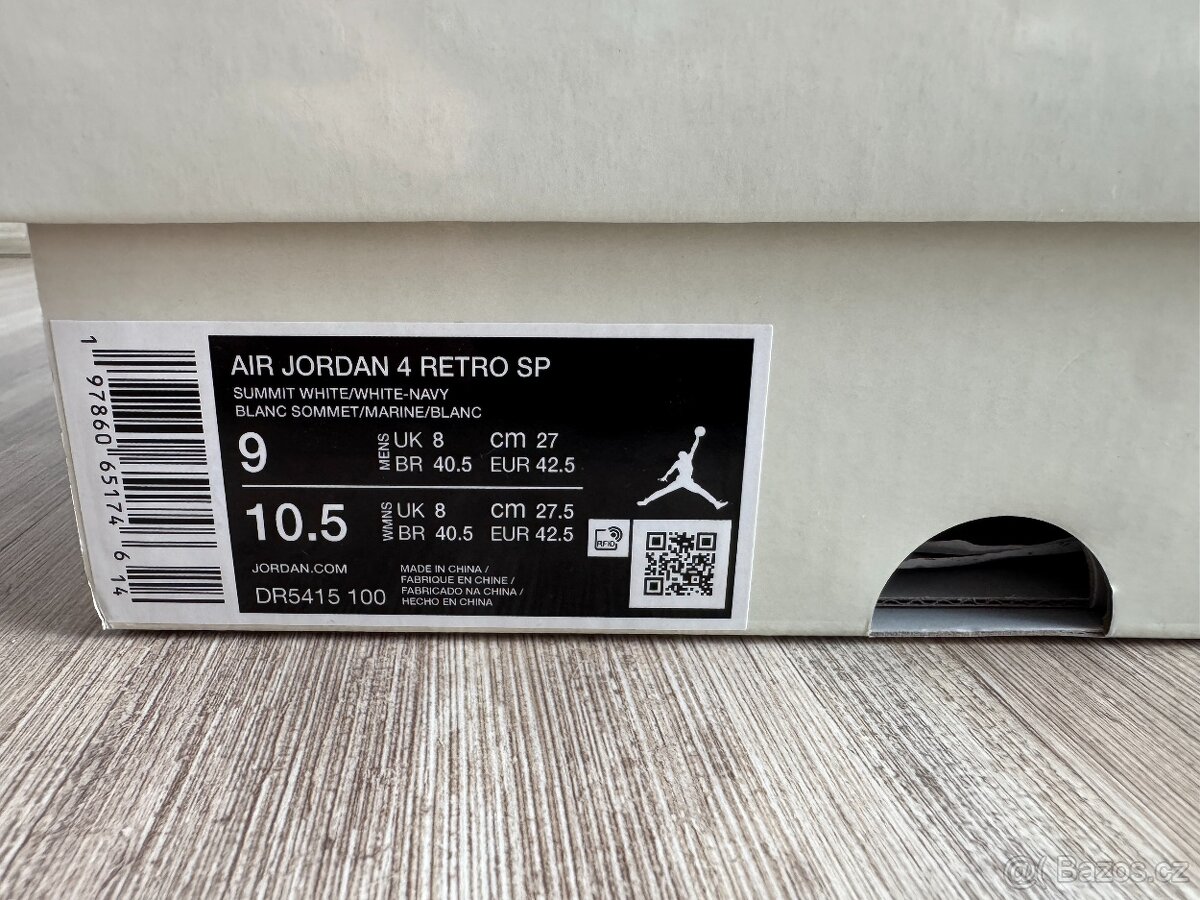 1 97860 65174 614
AIR JORDAN 4 RETRO SP
SUMMIT WHITE/WHITE-NAVY
BLANC SOMMET/MARINE/BLANC
9
MENS
UK 8 cm 27
BR 40.5 EUR 42.5
10.5
WMNS
UK 8 cm 27.5
BR 40.5 EUR 42.5
RFID
JORDAN.COM
DR5415 100
MADE IN CHINA /
FABRIQUE EN CHINE /
FABRICADO NA CHINA /
HECHO EN CHINA
@( Bazos.cz